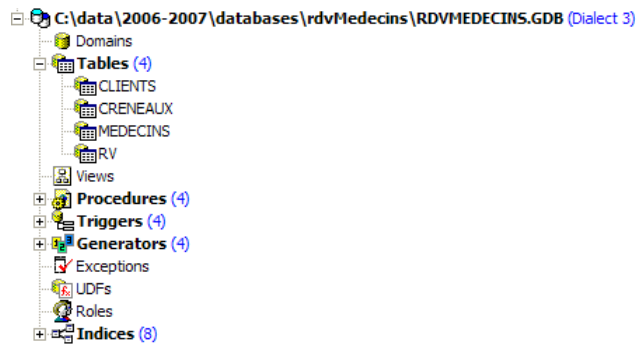 C:\data\2006-2007\databases\rdvMedecins\RDVMEDECINS.GDB (Dialect 3)
Domains
Tables (4)
CLIENTS
CRENEAUX
MEDECINS
RV
Views
Procedures (4)
Triggers (4)
Generators (4)
Exceptions
UDFs
Roles
Indices (8)